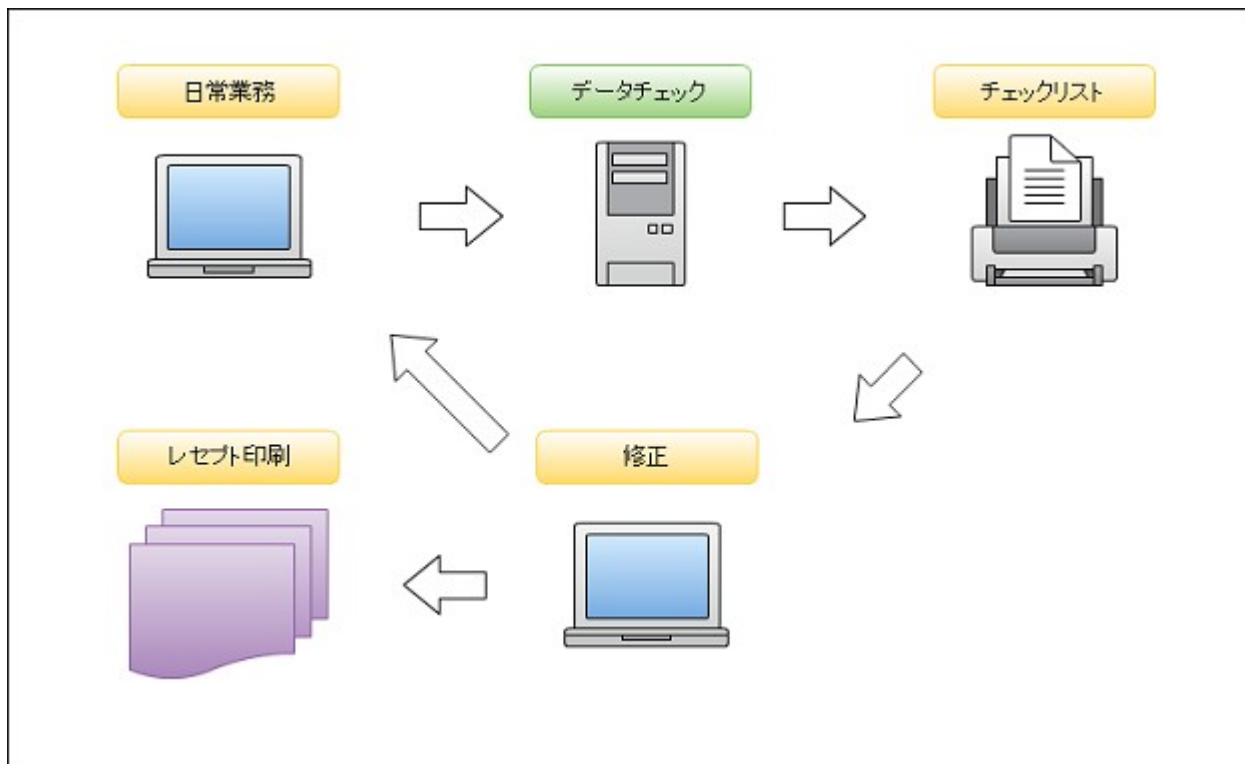 日常業務
データチェック
チェックリスト
レセプト印刷
修正